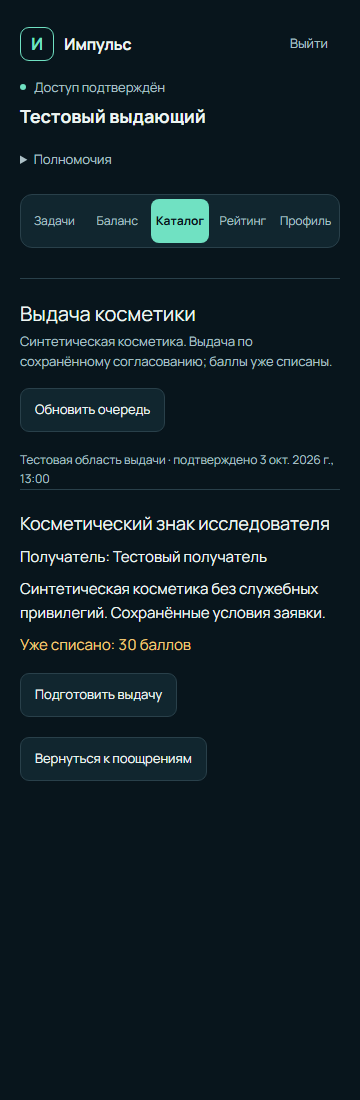 И Импульс Выйти
Доступ подтверждён
Тестовый выдающий
Полномочия
Задачи Баланс Каталог Рейтинг Профиль
Выдача косметики
Синтетическая косметика. Выдача по
сохранённому согласованию; баллы уже списаны.
Обновить очередь
Тестовая область выдачи · подтверждено 3 окт. 2026 г.,
13:00
Косметический знак исследователя
Получатель: Тестовый получатель
Синтетическая косметика без служебных
привилегий. Сохранённые условия заявки.
Уже списано: 30 баллов
Подготовить выдачу
Вернуться к поощрениям